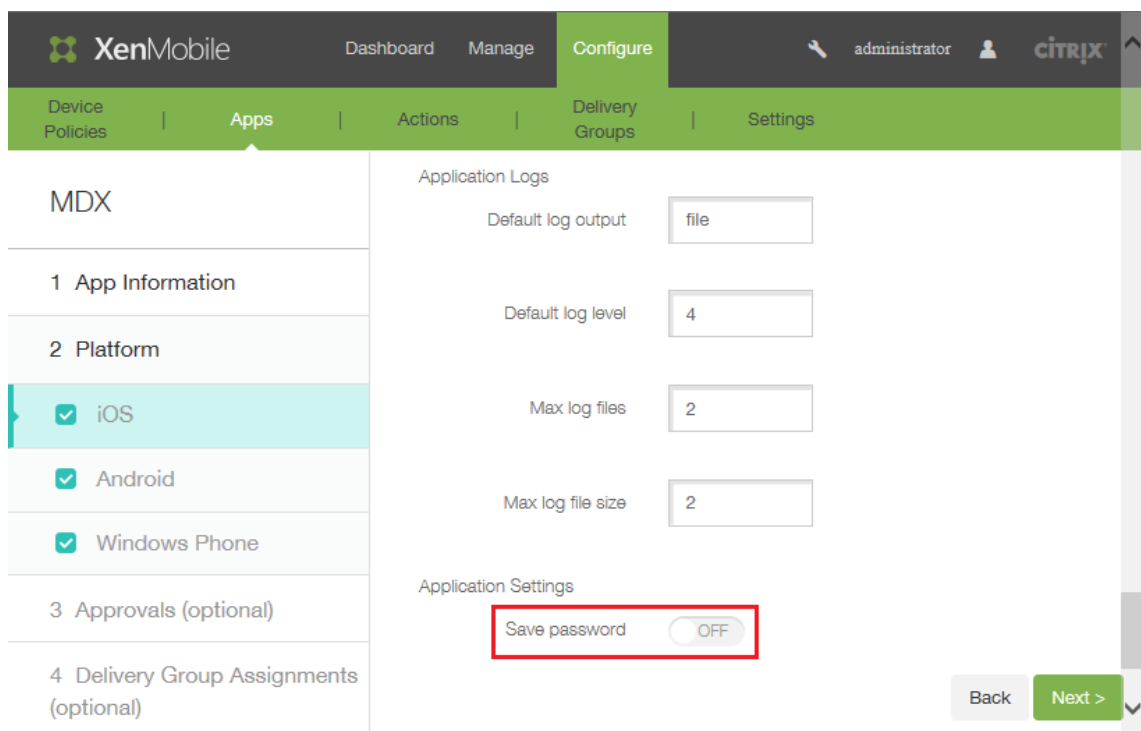 XenMobile Dashboard Manage Configure administrator CİTRIX
Device Policies | Apps | Actions | Delivery Groups | Settings
MDX
1 App Information
2 Platform
iOS
Android
Windows Phone
3 Approvals (optional)
4 Delivery Group Assignments
(optional)
Application Logs
Default log output file
Default log level 4
Max log files 2
Max log file size 2
Application Settings
Save password OFF
Back Next >